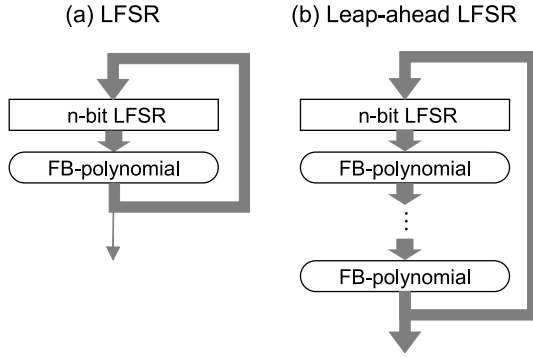 (a) LFSR
n-bit LFSR
FB-polynomial
(b) Leap-ahead LFSR
n-bit LFSR
FB-polynomial
⋮
FB-polynomial